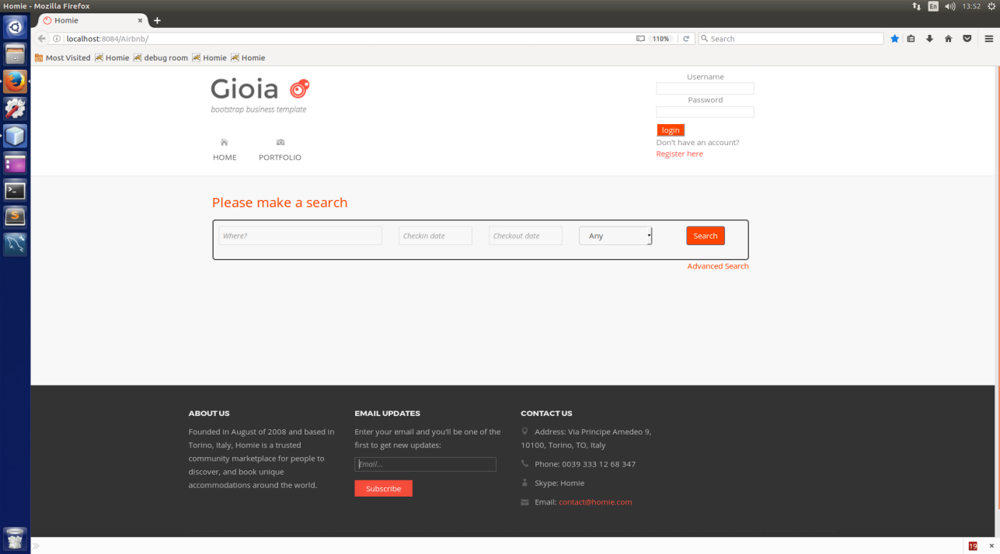 Homie - Mozilla Firefox
En
13:52
Homie
localhost:8084/Airbnb/
110%
Search
Most Visited Homie debug room Homie Homie
Gioia
bootstrap business template
HOME PORTFOLIO
Username
Password
login
Don't have an account?
Register here
Please make a search
Where?
Checkin date
Checkout date
Any
Search
Advanced Search
ABOUT US
Founded in August of 2008 and based in
Torino, Italy, Homie is a trusted
community marketplace for people to
discover, and book unique
accommodations around the world.
EMAIL UPDATES
Enter your email and you'll be one of the
first to get new updates:
Email...
Subscribe
CONTACT US
Address: Via Principe Amedeo 9,
10100, Torino, TO, Italy
Phone: 0039 333 12 68 347
Skype: Homie
Email: contact@homie.com
19